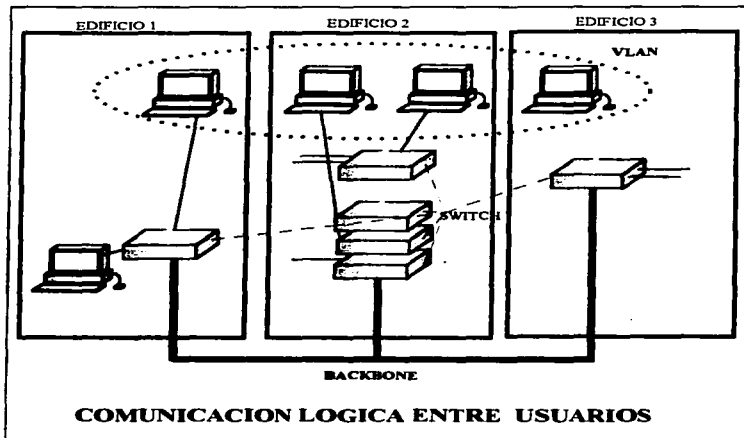 EDIFICIO 1
EDIFICIO 2
EDIFICIO 3
VLAN
SWITCH
BACKBONE
COMUNICACION LOGICA ENTRE USUARIOS